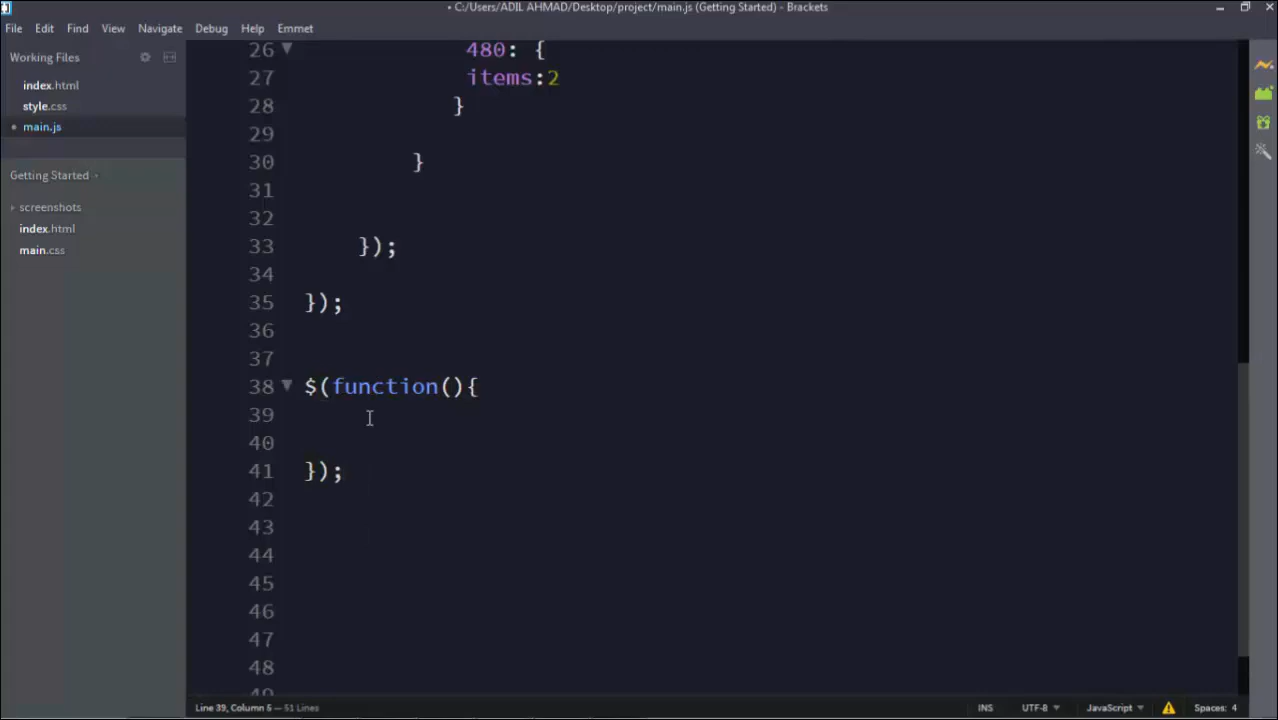 • C:/Users/ADIL AHMAD/Desktop/project/main.js (Getting Started) - Brackets
File Edit Find View Navigate Debug Help Emmet
Working Files
index.html
style.css
main.js
Getting Started
screenshots
index.html
main.css
26 480: {
27 items:2
28 }
29
30 }
31
32
33 });
34
35 });
36
37
38 $(function(){
39
40
41 });
42
43
44
45
46
47
48
49
Line 39, Column 5 — 51 Lines
INS UTF-8 JavaScript Spaces: 4